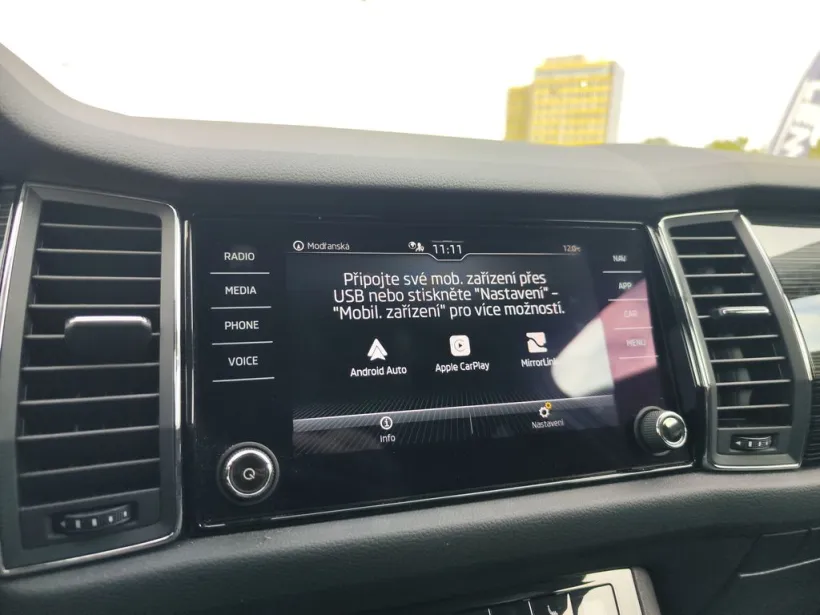 RADIO
MEDIA
PHONE
VOICE
Modřanská
11:11
Připojte své mob. zařízení přes
USB nebo stiskněte "Nastavení" –
"Mobil. zařízení" pro více možností.
Android Auto
Apple CarPlay
MirrorLink
Info
Nastavení
NAV
APP
CAR
MENU